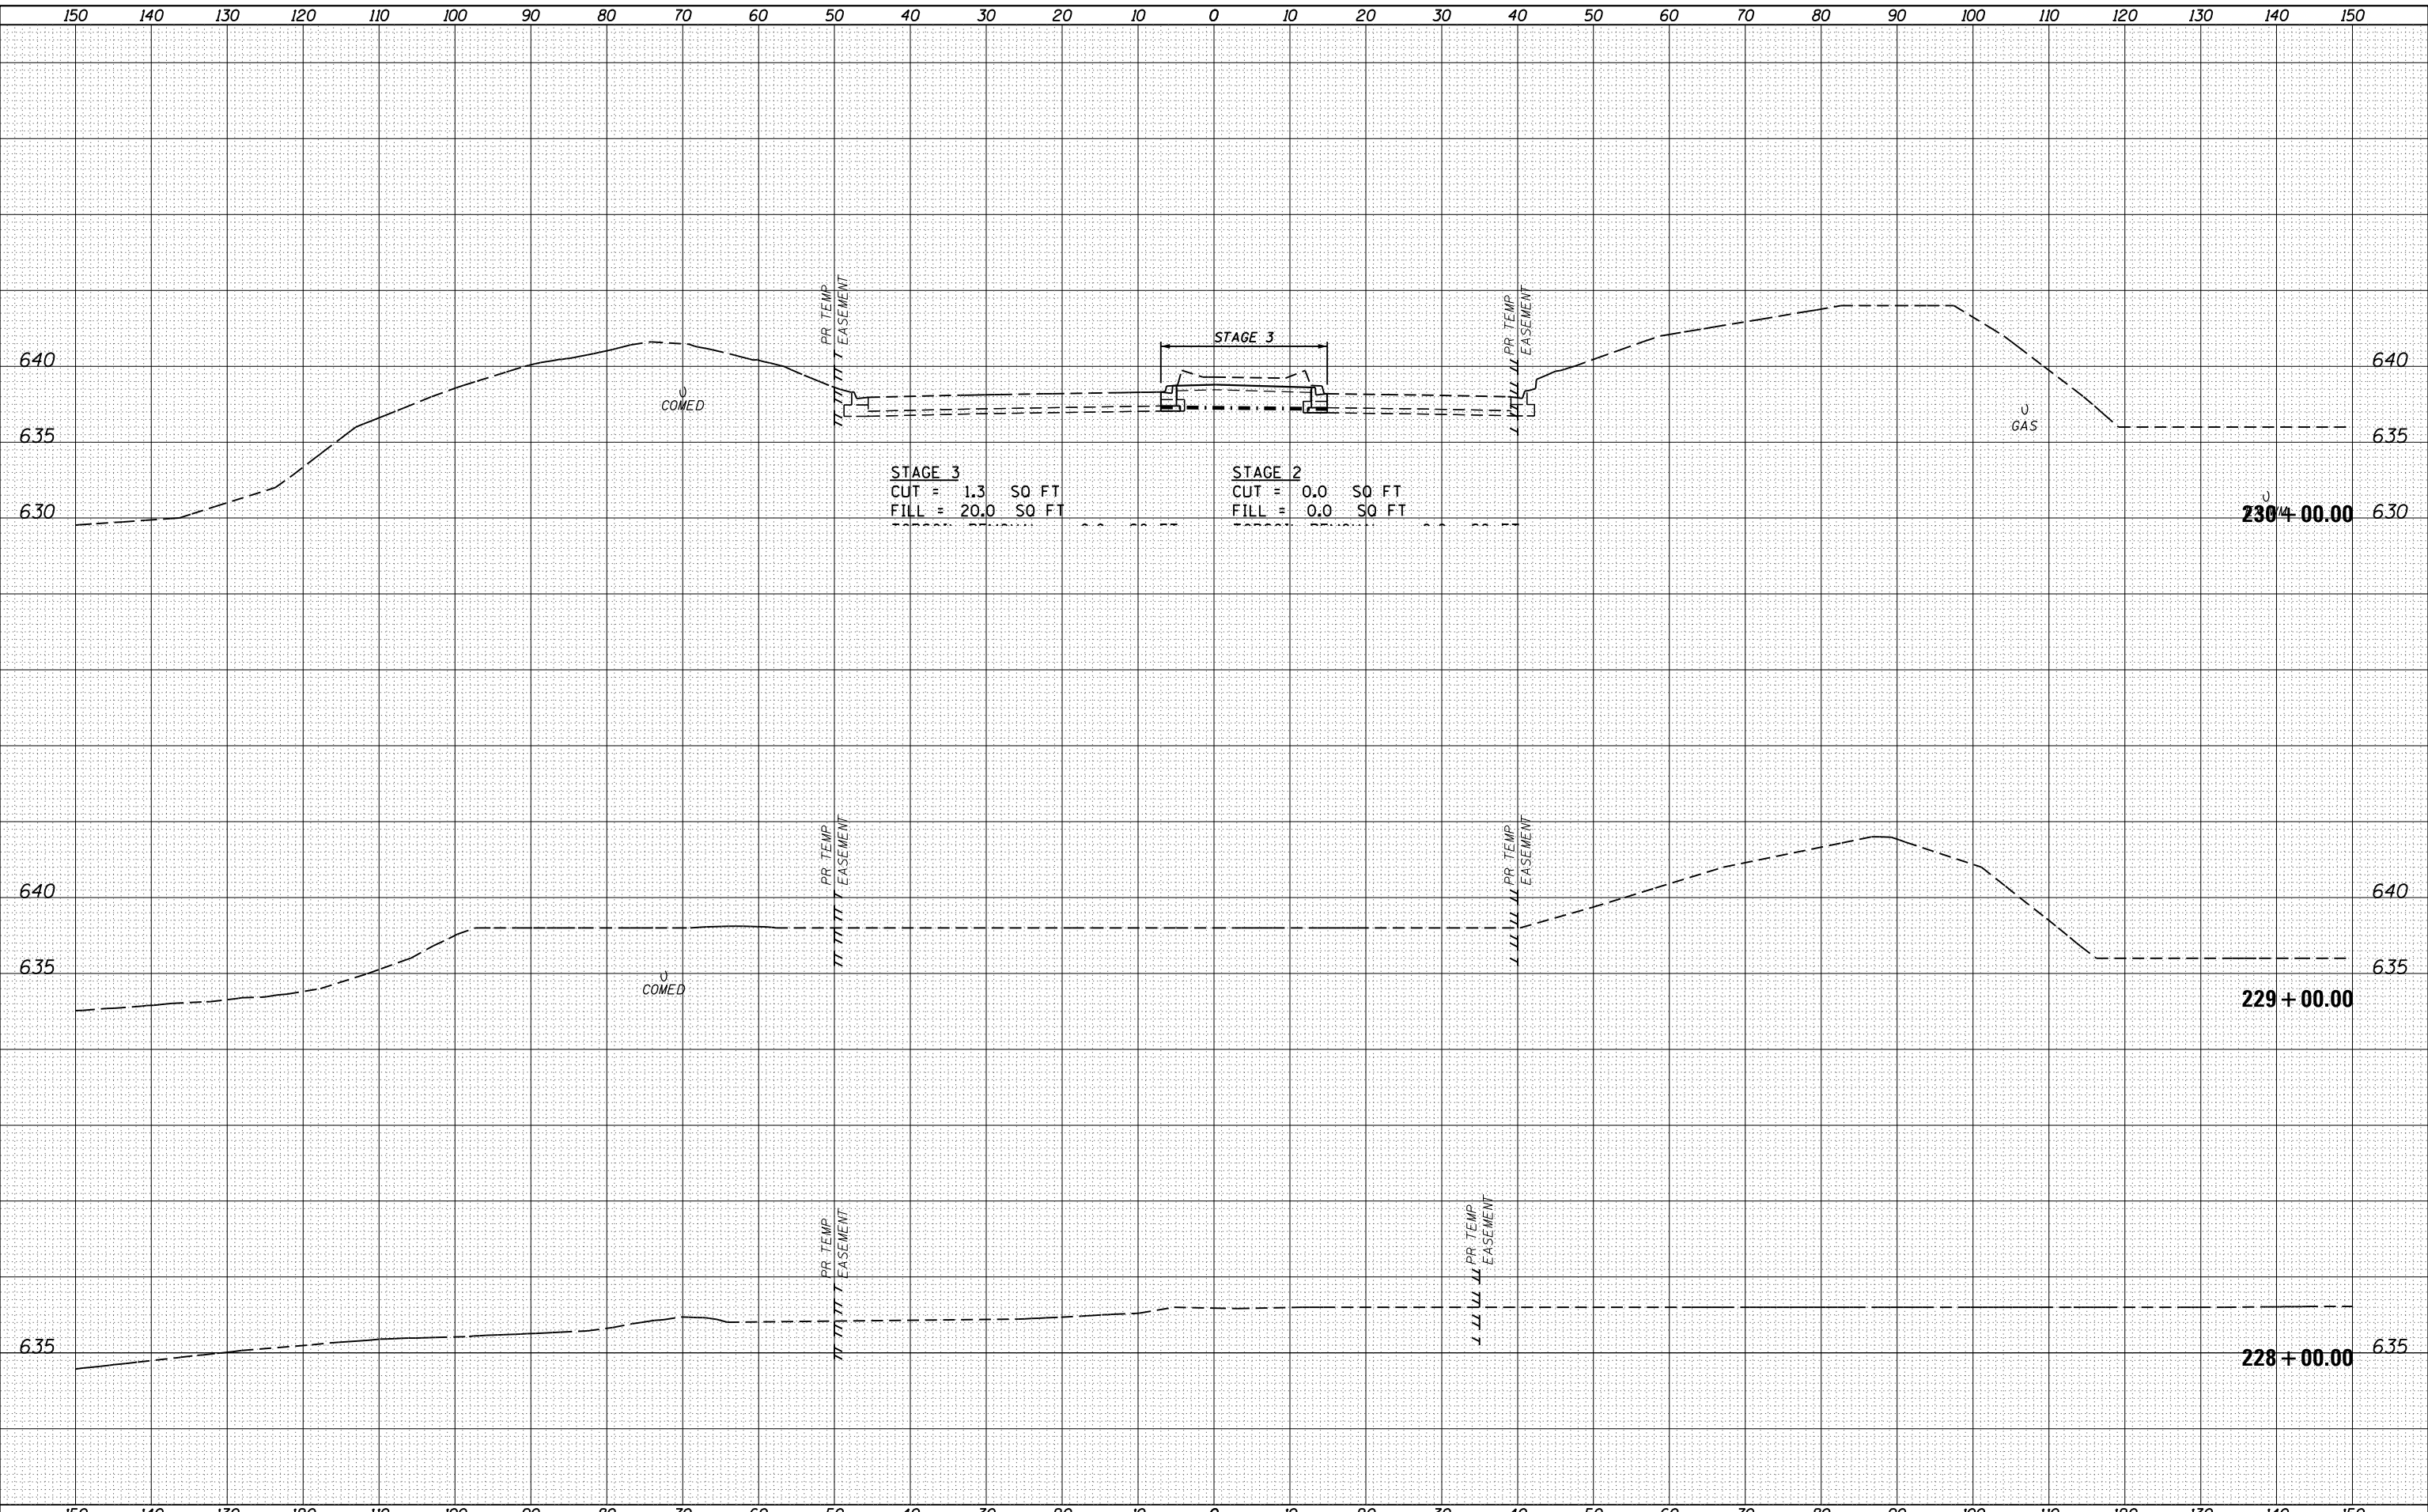 150 140 130 120 110 100 90 80 70 60 50 40 30 20 10 0 10 20 30 40 50 60 70 80 90 100 110 120 130 140 150
PR TEMP
EASEMENT
PR TEMP
EASEMENT
STAGE 3
640
640
COMED
GAS
635
635
STAGE 3
CUT = 1.3 SQ FT
FILL = 20.0 SQ FT
STAGE 2
CUT = 0.0 SQ FT
FILL = 0.0 SQ FT
630
230+00.00
630
PR TEMP
EASEMENT
PR TEMP
EASEMENT
640
640
635
635
COMED
229+00.00
PR TEMP
EASEMENT
PR TEMP
EASEMENT
635
635
228+00.00